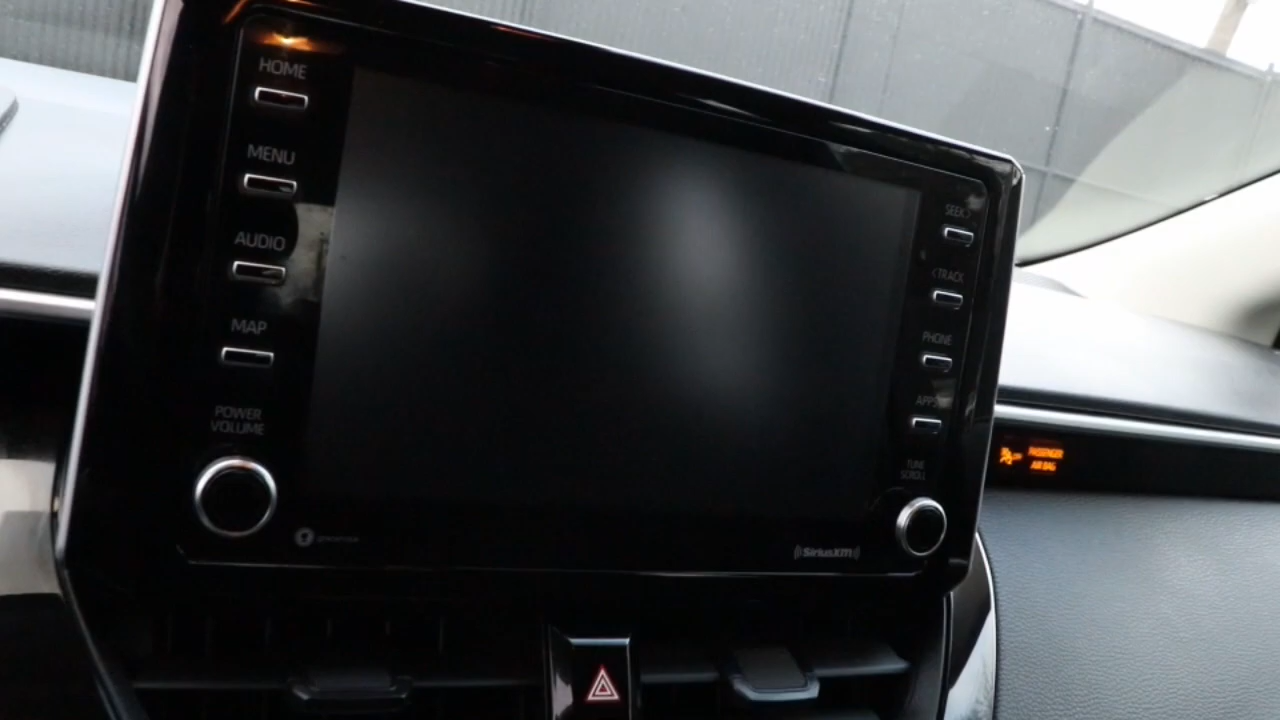 HOME
MENU
AUDIO
MAP
POWER
VOLUME
SEEK >
< TRACK
PHONE
APPS
TUNE
SCROLL
SiriusXM
PASSENGER
AIR BAG